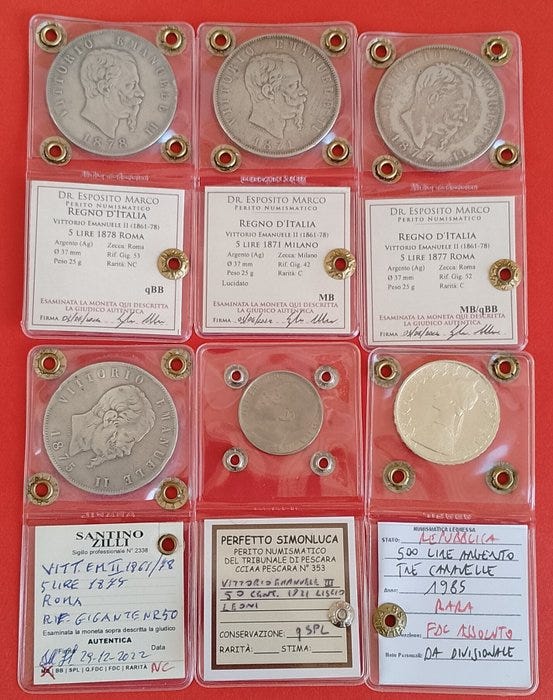 VITTORIO EMANUELE II
1878
VITTORIO EMANUELE II
VITTORIO EMANUELE II
1877
DR. ESPOSITO MARCO
PERITO NUMISMATICO
REGNO D'ITALIA
VITTORIO EMANUELE II (1861-78)
5 LIRE 1878 ROMA
Argento (Ag) Zecca: Roma
Ø 37 mm Rif. Gig. 53
Peso 25 g Rarità: NC
qBB
ESAMINATA LA MONETA QUI DESCRITTA
LA GIUDICO AUTENTICA
FIRMA
DR. ESPOSITO MARCO
PERITO NUMISMATICO
REGNO D'ITALIA
VITTORIO EMANUELE II (1861-78)
5 LIRE 1871 MILANO
Argento (Ag) Zecca: Milano
Ø 37 mm Rif. Gig. 42
Peso 25 g Rarità: C
Lucidato
MB
ESAMINATA LA MONETA QUI DESCRITTA
LA GIUDICO AUTENTICA
FIRMA
DR. ESPOSITO MARCO
PERITO NUMISMATICO
REGNO D'ITALIA
VITTORIO EMANUELE II (1861-78)
5 LIRE 1877 ROMA
Argento (Ag) Zecca: Roma
Ø 37 mm Rif. Gig. 52
Peso 25 g Rarità: C
MB/qBB
ESAMINATA LA MONETA QUI DESCRITTA
LA GIUDICO AUTENTICA
FIRMA
VITTORIO EMANUELE II 1875
SANTINO
ZILLI
Sigillo professionale N° 2338
VITT. EM. II 1861/78
5 LIRE 1875
ROMA
RIF. GIGANTE NR 50
Esaminata la moneta sopra descritta la giudico
AUTENTICA
Firma Data
29-12-2022
BB | SPL | Q.FDC | FDC | RARITÀ NC
PERFETTO SIMONLUCA
PERITO NUMISMATICO
DEL TRIBUNALE DI PESCARA
CCIAA PESCARA N° 353
VITTORIO EMANUELE III
50 CENT. 1921 LISCIO
LEONI
CONSERVAZIONE: qSPL
RARITÀ: STIMA:
STATO: REPUBBLICA
500 LIRE ARGENTO
TRE CARAVELLE
Anno: 1985
RARA
FDC ASSOLUTO
Note Personali: DA DIVISIONALE